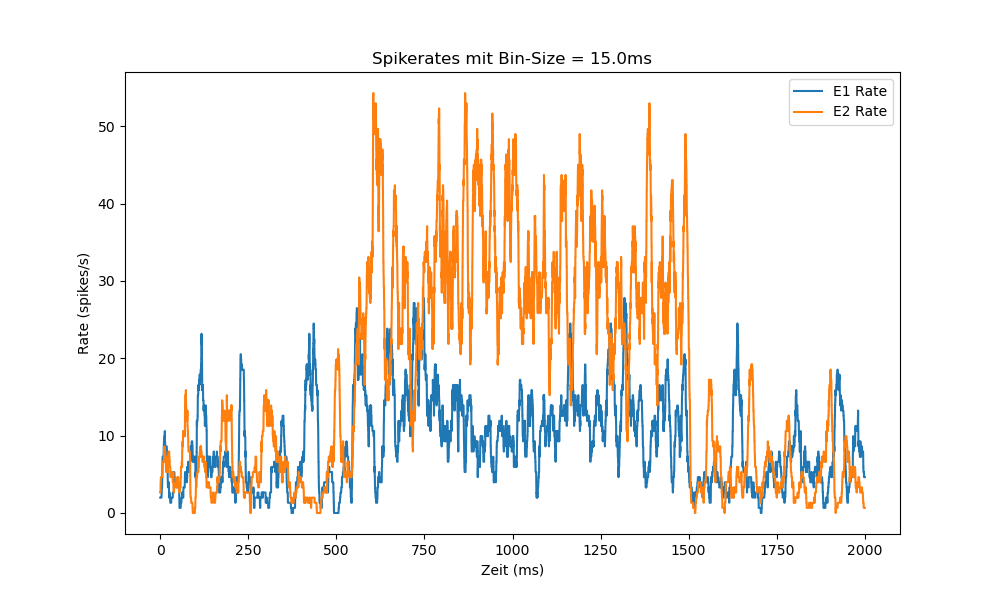 Spikerates mit Bin-Size = 15.0ms
E1 Rate
E2 Rate
50
40
30
20
10
0
Rate (spikes/s)
0 250 500 750 1000 1250 1500 1750 2000
Zeit (ms)